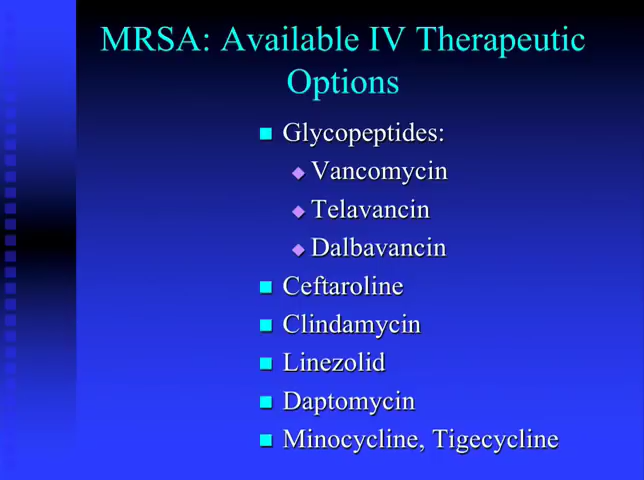 MRSA: Available IV Therapeutic
Options
Glycopeptides:
Vancomycin
Telavancin
Dalbavancin
Ceftaroline
Clindamycin
Linezolid
Daptomycin
Minocycline, Tigecycline